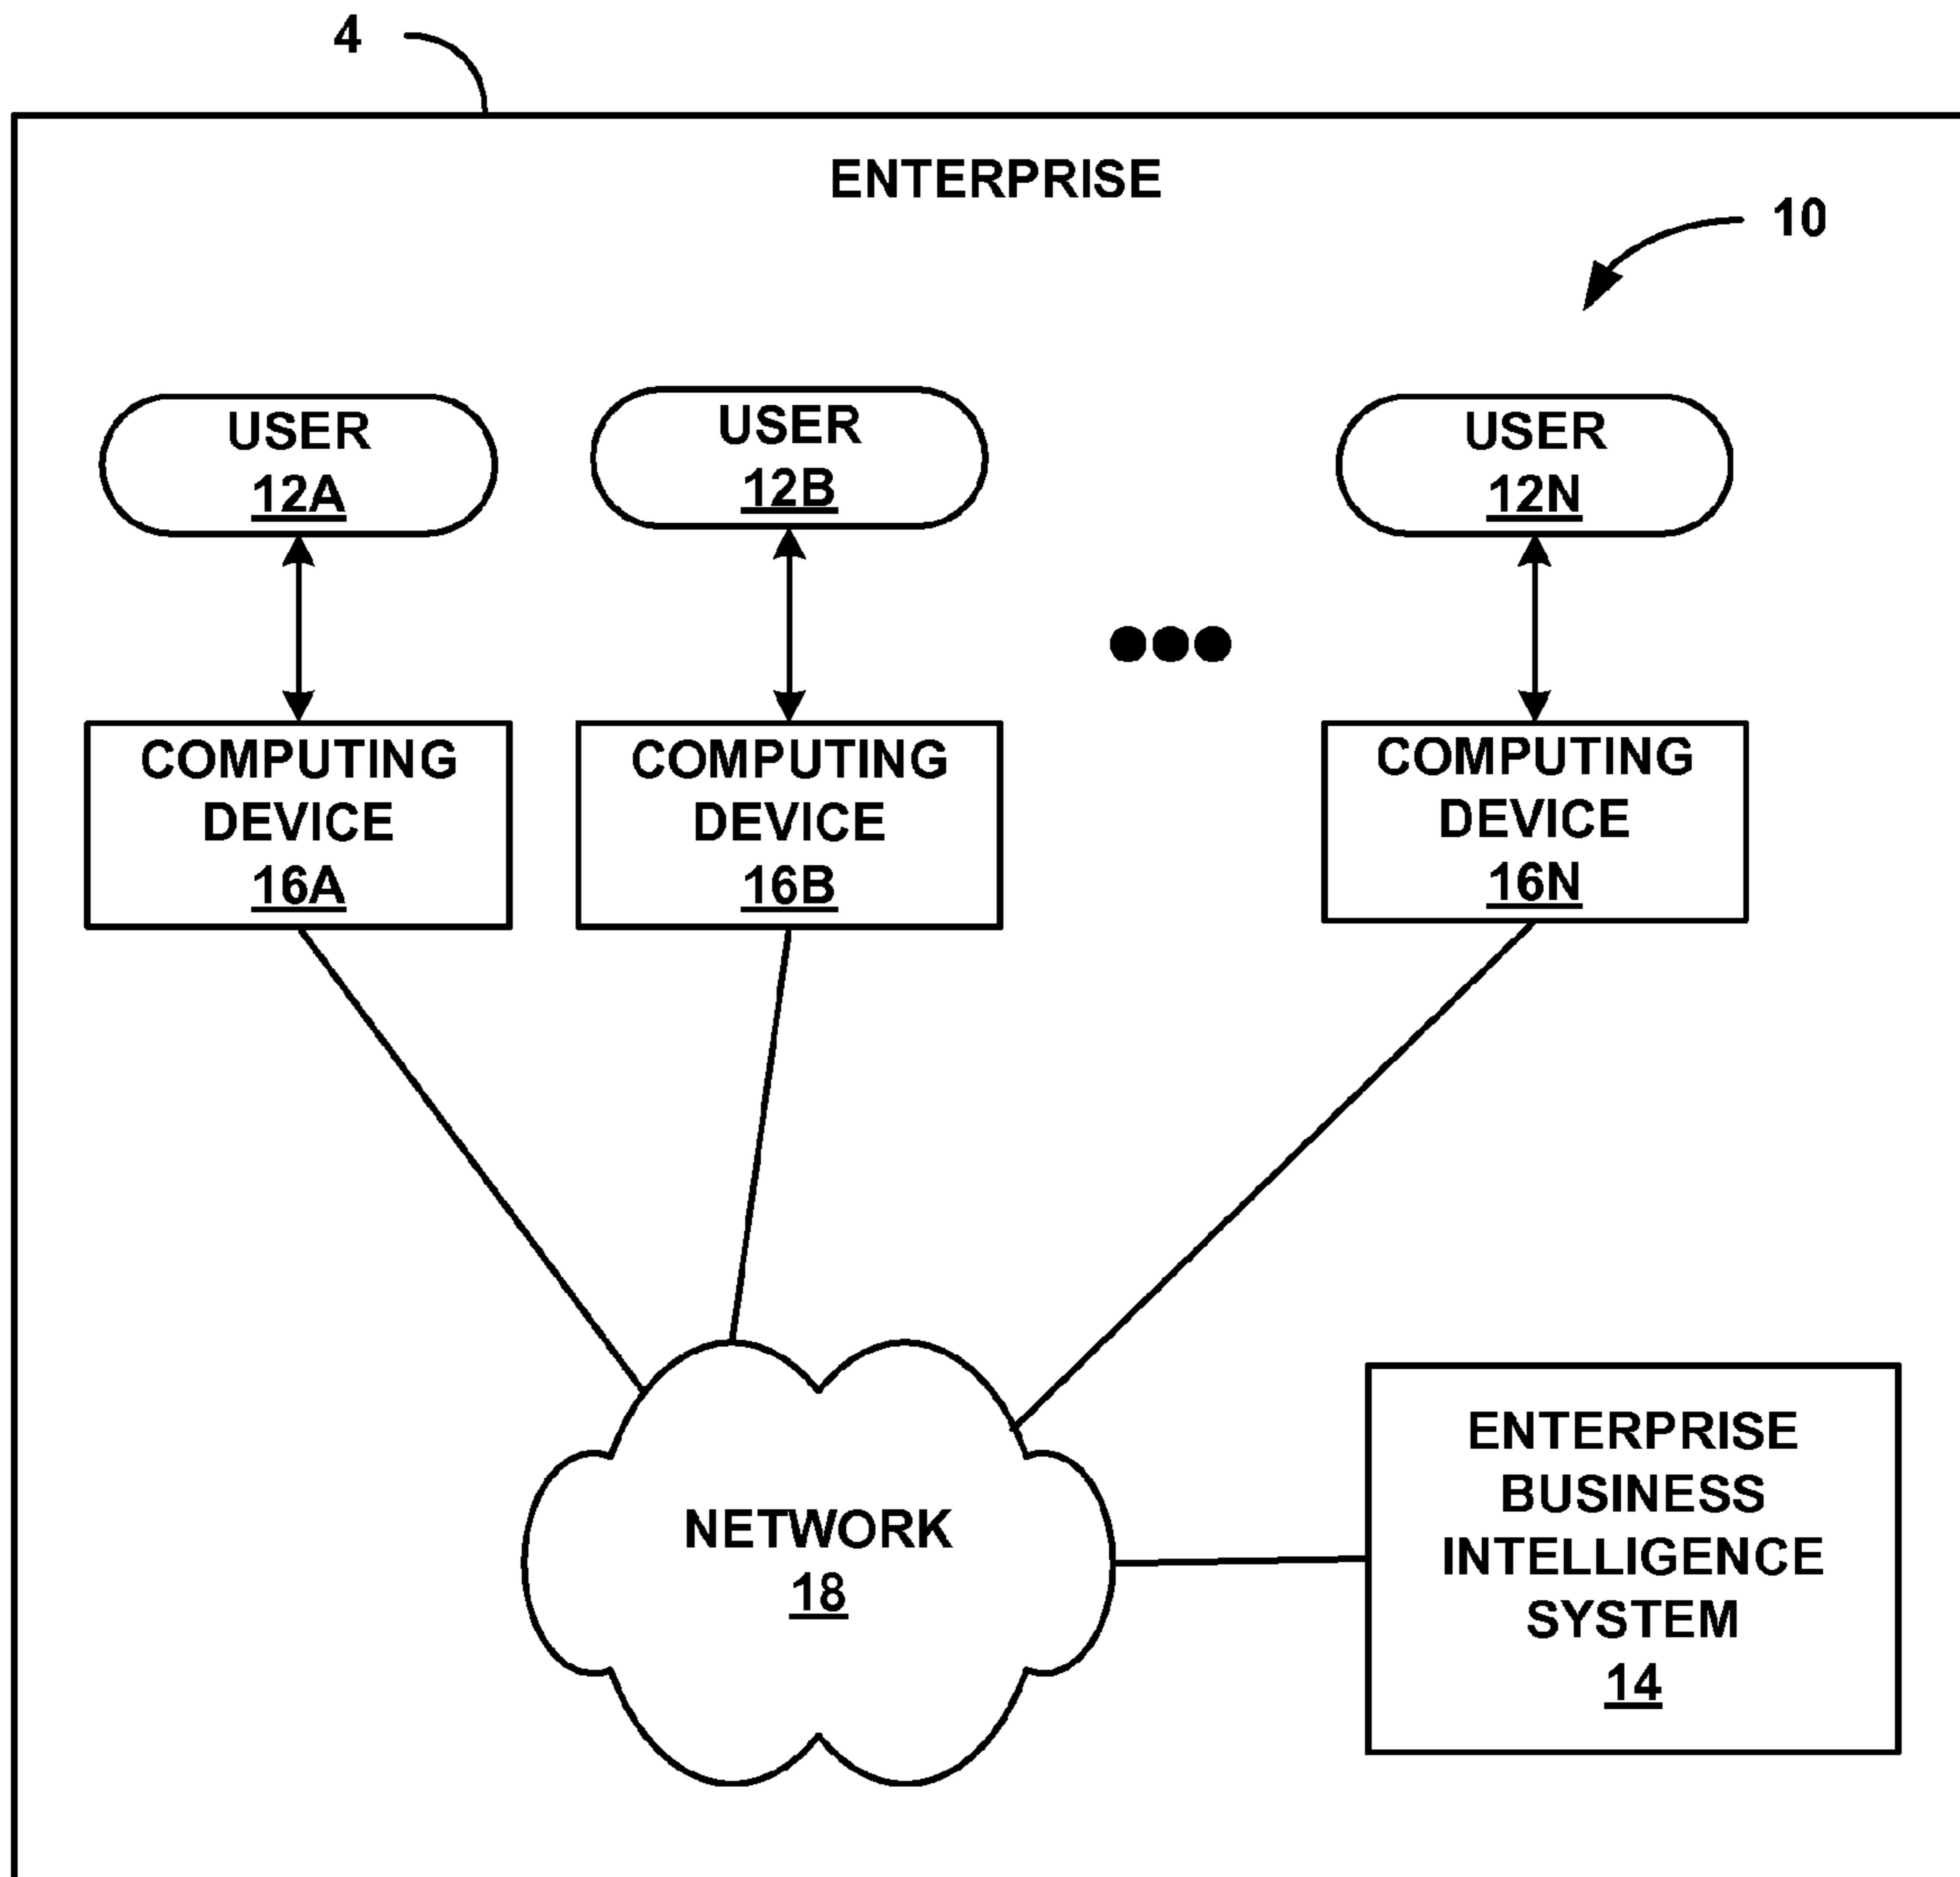 4
ENTERPRISE
10
USER
12A
USER
12B
USER
12N
COMPUTING
DEVICE
16A
COMPUTING
DEVICE
16B
COMPUTING
DEVICE
16N
NETWORK
18
ENTERPRISE
BUSINESS
INTELLIGENCE
SYSTEM
14